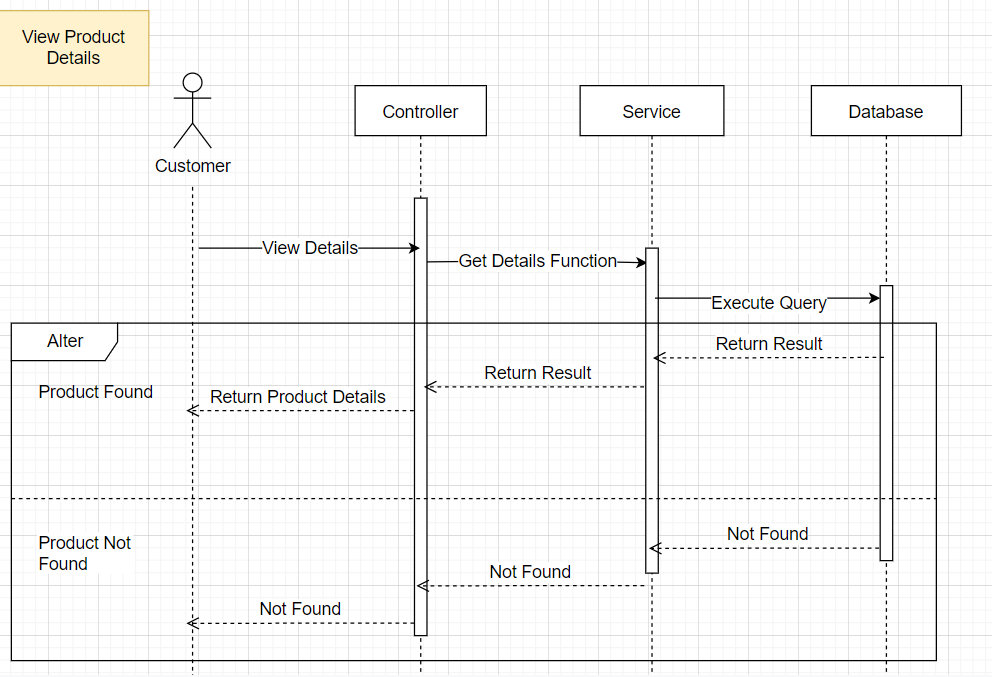 View Product
Details
Customer
Controller
Service
Database
View Details
Get Details Function
Execute Query
Alter
Return Result
Return Result
Product Found
Return Product Details
Not Found
Product Not
Found
Not Found
Not Found